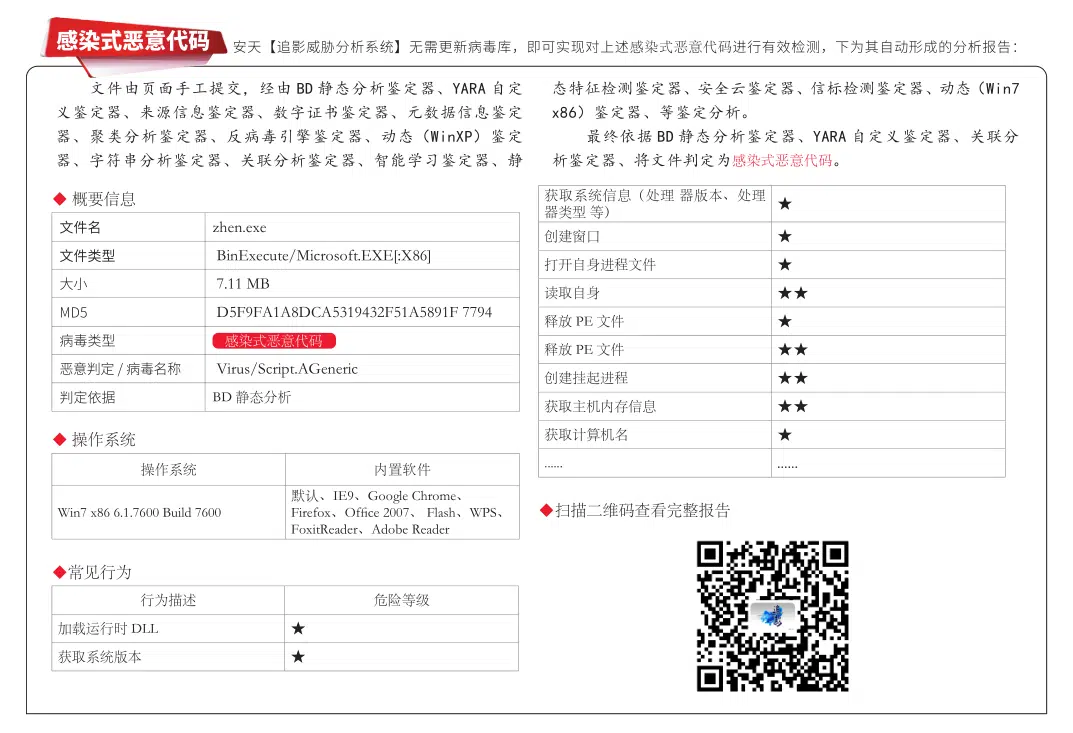 感染式恶意代码
安天【追影威胁分析系统】无需更新病毒库，即可实现对上述感染式恶意代码进行有效检测，下为其自动形成的分析报告：
文件由页面手工提交，经由 BD 静态分析鉴定器、YARA 自定
义鉴定器、来源信息鉴定器、数字证书鉴定器、元数据信息鉴定
器、聚类分析鉴定器、反病毒引擎鉴定器、动态（WinXP）鉴定
器、字符串分析鉴定器、关联分析鉴定器、智能学习鉴定器、静
态特征检测鉴定器、安全云鉴定器、信标检测鉴定器、动态（Win7
x86）鉴定器、等鉴定分析。
最终依据 BD 静态分析鉴定器、YARA 自定义鉴定器、关联分
析鉴定器、将文件判定为感染式恶意代码。
◆ 概要信息
文件名 zhen.exe
文件类型 BinExecute/Microsoft.EXE[:X86]
大小 7.11 MB
MD5 D5F9FA1A8DCA5319432F51A5891F 7794
病毒类型 感染式恶意代码
恶意判定 / 病毒名称 Virus/Script.AGeneric
判定依据 BD 静态分析
◆ 操作系统
操作系统 内置软件
Win7 x86 6.1.7600 Build 7600
默认、IE9、Google Chrome、
Firefox、Office 2007、 Flash、WPS、
FoxitReader、Adobe Reader
◆常见行为
行为描述 危险等级
加载运行时 DLL ★
获取系统版本 ★
获取系统信息（处理 器版本、处理
器类型 等） ★
创建窗口 ★
打开自身进程文件 ★
读取自身 ★★
释放 PE 文件 ★
释放 PE 文件 ★★
创建挂起进程 ★★
获取主机内存信息 ★★
获取计算机名 ★
...... ......
◆扫描二维码查看完整报告